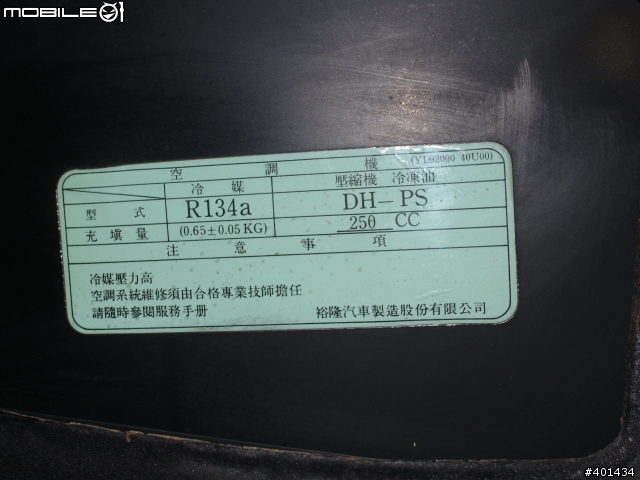 MOBILE01
空調機 (YL92000 40U00)
冷媒 壓縮機 冷凍油
型式 R134a DH-PS
充填量 (0.65±0.05 KG) 250 CC
注意事項
冷媒壓力高
空調系統維修須由合格專業技師擔任
請隨時參閱服務手册 裕隆汽車製造股份有限公司
#401434